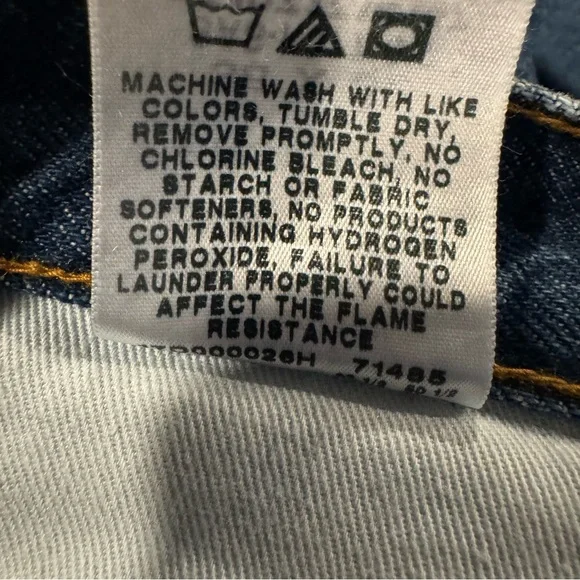 MACHINE WASH WITH LIKE
COLORS, TUMBLE DRY,
REMOVE PROMPTLY, NO
CHLORINE BLEACH, NO
STARCH OR FABRIC
SOFTENERS, NO PRODUCTS
CONTAINING HYDROGEN
PEROXIDE, FAILURE TO
LAUNDER PROPERLY COULD
AFFECT THE FLAME
RESISTANCE
71485